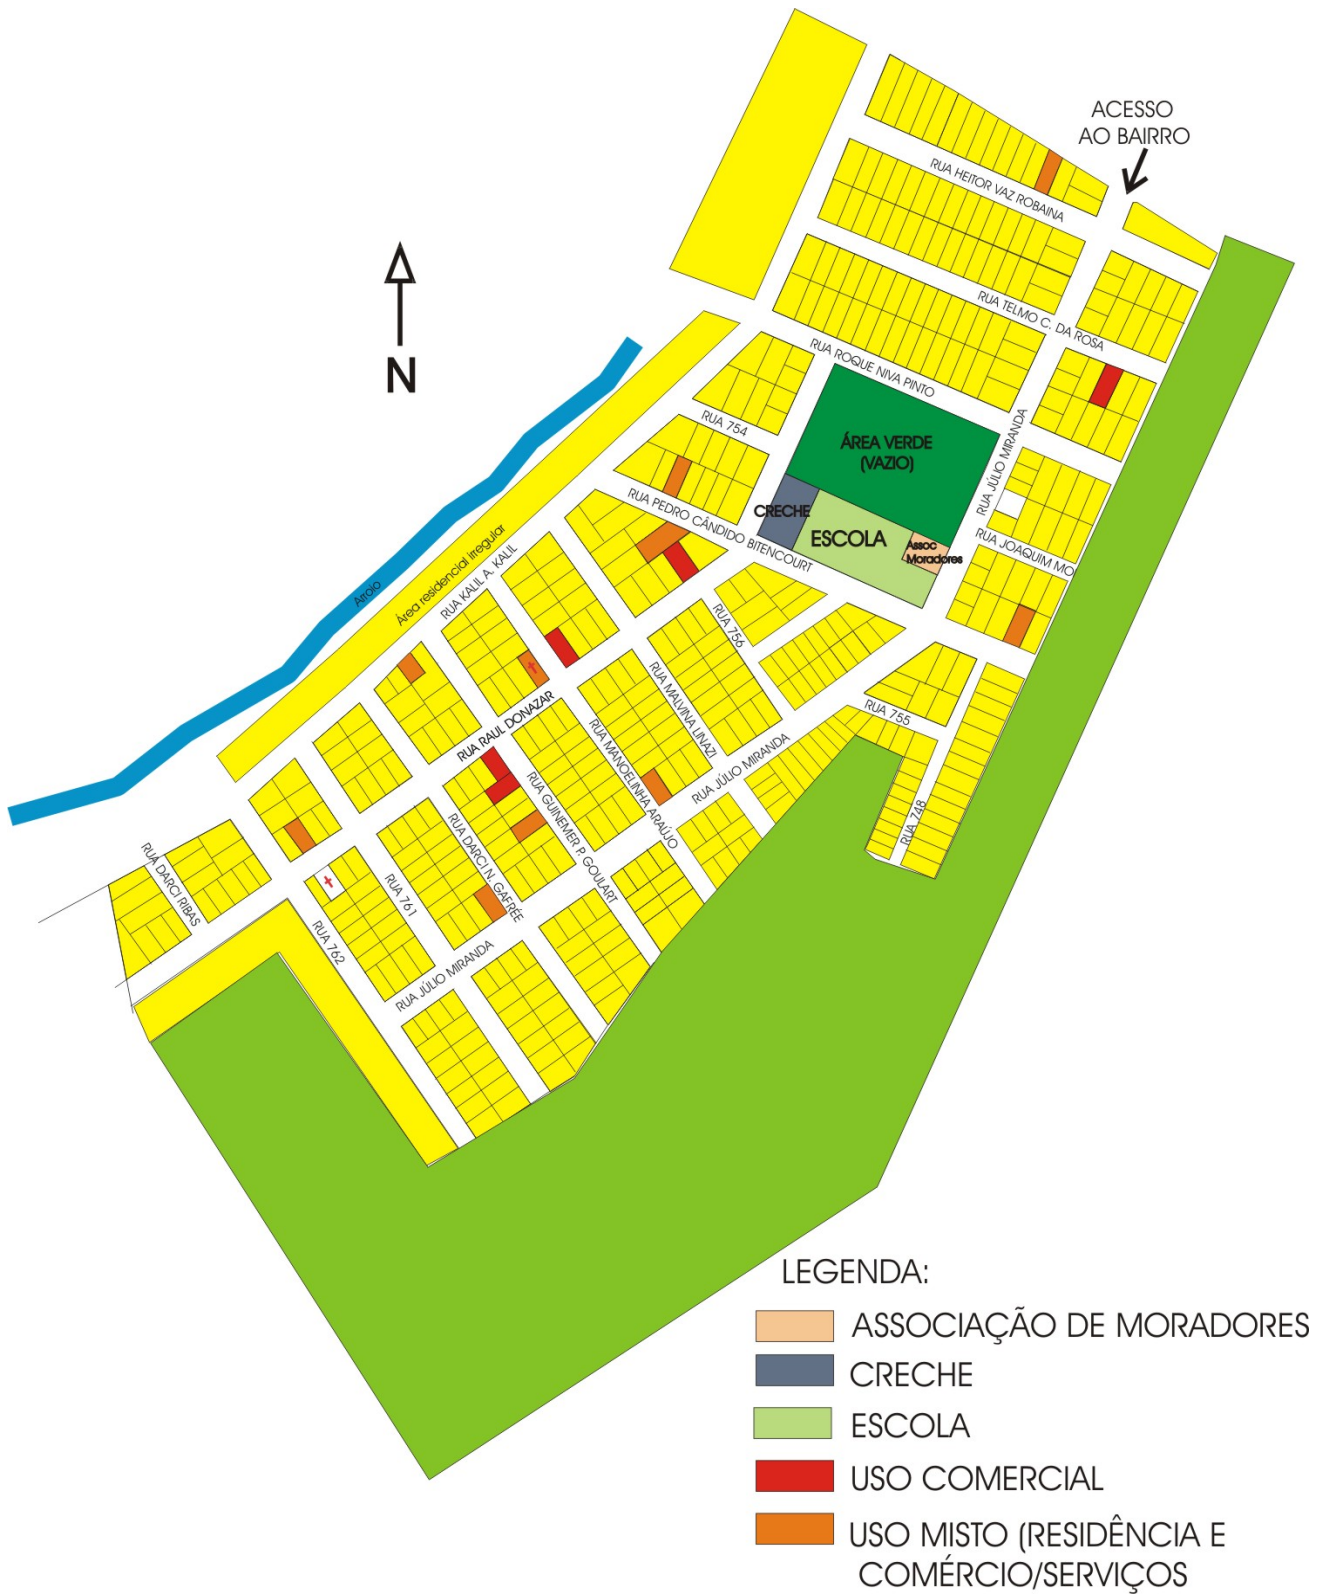 ACESSO
AO BAIRRO
RUA HEITOR VAZ ROBAINA
N
RUA TELMO C. DA ROSA
RUA ROQUE NIVA PINTO
RUA 754
ÁREA VERDE
(VAZIO)
RUA JÚLIO MIRANDA
RUA PEDRO CÂNDIDO BITENCOURT
CRECHE
ESCOLA
Assoc
Moradores
RUA JOAQUIM MO
Arroio
Área residencial irregular
RUA KALIL A. KALIL
RUA 756
RUA MALVINA LINAZI
RUA RAUL DONAZAR
RUA MANOELINHA ARAÚJO
RUA 755
RUA JÚLIO MIRANDA
RUA 748
RUA GUINEMER P. GOULART
RUA DARCI N. GAFRÉE
RUA DARCI RIBAS
RUA 761
RUA 762
RUA JÚLIO MIRANDA
LEGENDA:
ASSOCIAÇÃO DE MORADORES
CRECHE
ESCOLA
USO COMERCIAL
USO MISTO (RESIDÊNCIA E
COMÉRCIO/SERVIÇOS